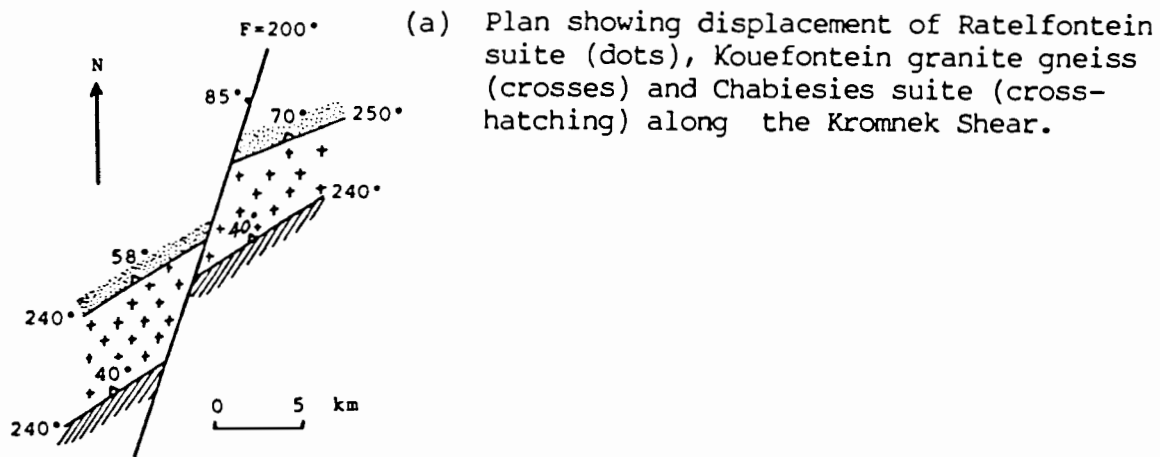 (a) Plan showing displacement of Ratelfontein
suite (dots), Kouefontein granite gneiss
(crosses) and Chabiesies suite (cross-
hatching) along the Kromnek Shear.
F=200°
N
85°
70°
250°
240°
40°
58°
240°
40°
240°
0 5 km